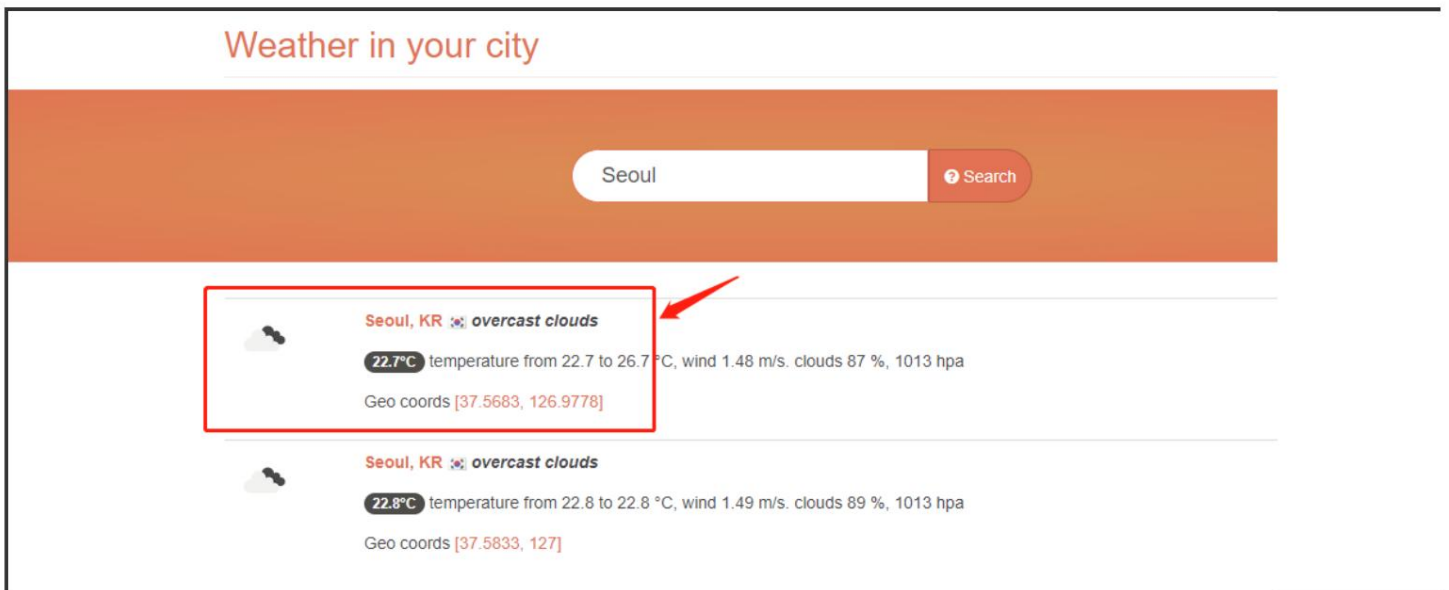 Weather in your city
Seoul
Search
Seoul, KR overcast clouds
22.7°C temperature from 22.7 to 26.7 °C, wind 1.48 m/s. clouds 87 %, 1013 hpa
Geo coords [37.5683, 126.9778]
Seoul, KR overcast clouds
22.8°C temperature from 22.8 to 22.8 °C, wind 1.49 m/s. clouds 89 %, 1013 hpa
Geo coords [37.5833, 127]